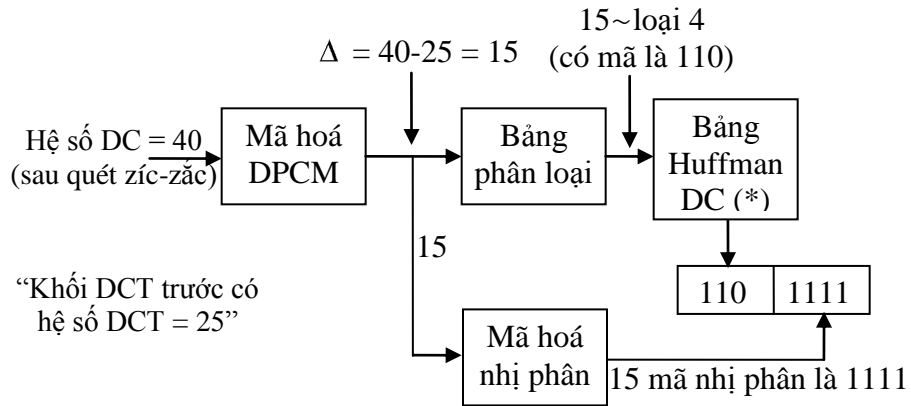 15~loại 4
(có mã là 110)
Δ = 40-25 = 15
Hệ số DC = 40
(sau quét zíc-zắc)
Mã hoá
DPCM
Bảng
phân loại
Bảng
Huffman
DC (*)
15
“Khối DCT trước có
hệ số DCT = 25”
110 1111
Mã hoá
nhị phân
15 mã nhị phân là 1111